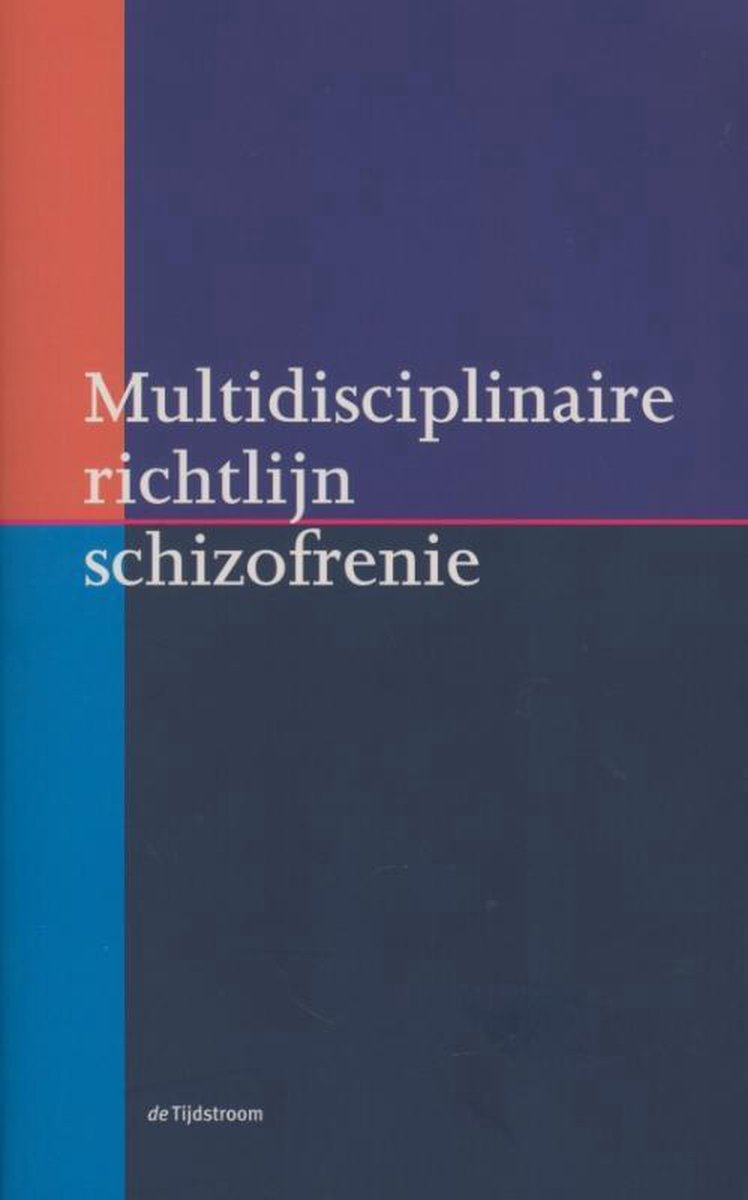 Multidisciplinaire
richtlijn
schizofrenie
de Tijdstroom